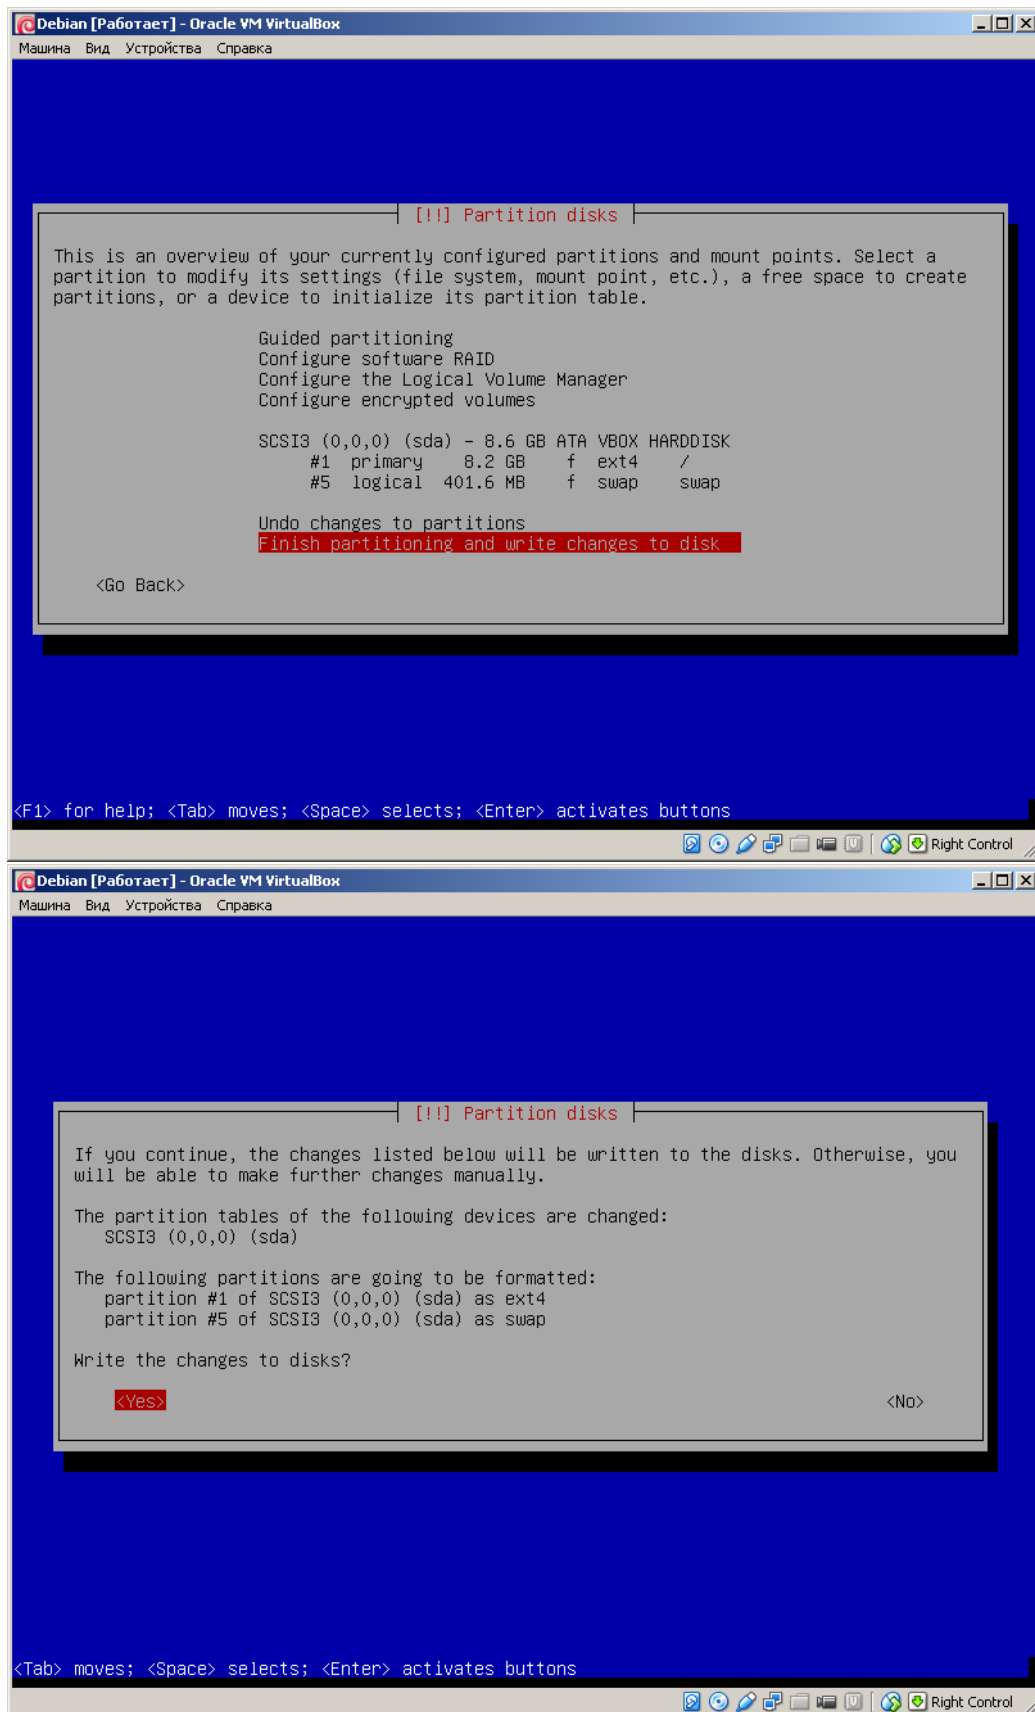 Debian [Работает] - Oracle VM VirtualBox
Машина Вид Устройства Справка
[!!] Partition disks
This is an overview of your currently configured partitions and mount points. Select a
partition to modify its settings (file system, mount point, etc.), a free space to create
partitions, or a device to initialize its partition table.
Guided partitioning
Configure software RAID
Configure the Logical Volume Manager
Configure encrypted volumes
SCSI3 (0,0,0) (sda) - 8.6 GB ATA VBOX HARDDISK
#1 primary 8.2 GB f ext4 /
#5 logical 401.6 MB f swap swap
Undo changes to partitions
Finish partitioning and write changes to disk
<Go Back>
<F1> for help; <Tab> moves; <Space> selects; <Enter> activates buttons
Right Control
Debian [Работает] - Oracle VM VirtualBox
Машина Вид Устройства Справка
[!!] Partition disks
If you continue, the changes listed below will be written to the disks. Otherwise, you
will be able to make further changes manually.
The partition tables of the following devices are changed:
SCSI3 (0,0,0) (sda)
The following partitions are going to be formatted:
partition #1 of SCSI3 (0,0,0) (sda) as ext4
partition #5 of SCSI3 (0,0,0) (sda) as swap
Write the changes to disks?
<Yes> <No>
<Tab> moves; <Space> selects; <Enter> activates buttons
Right Control